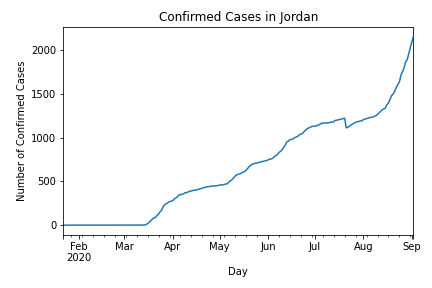 Confirmed Cases in Jordan
Number of Confirmed Cases
2000
1500
1000
500
0
Feb Mar Apr May Jun Jul Aug Sep
2020
Day